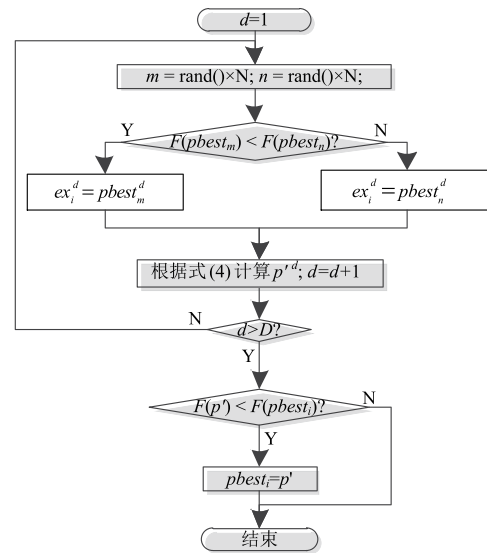 d=1
m = rand()×N; n = rand()×N;
Y
F(pbestₘ) < F(pbestₙ)?
N
exᵢᵈ = pbestₘᵈ
exᵢᵈ = pbestₙᵈ
根据式(4)计算p'ᵈ; d=d+1
N
d>D?
Y
F(p') < F(pbestᵢ)?
N
Y
pbestᵢ=p'
结束